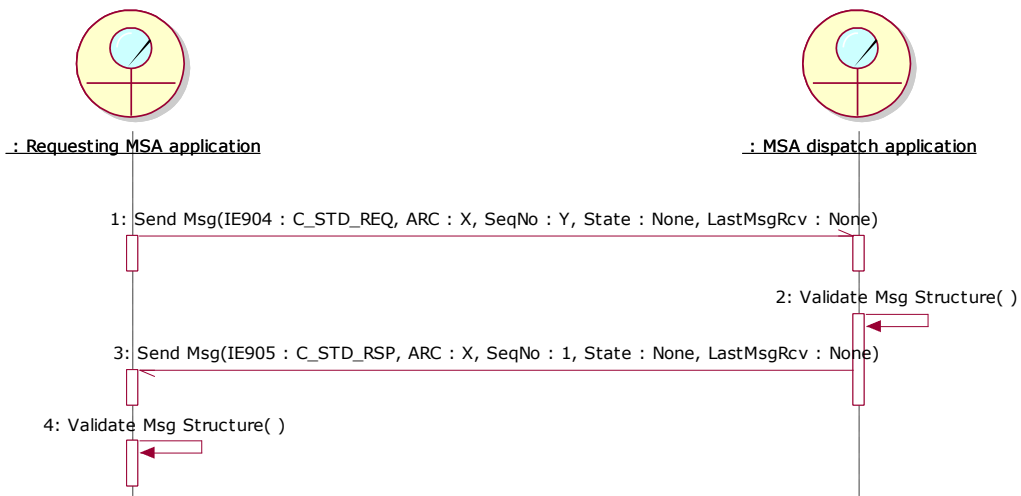 : Requesting MSA application
: MSA dispatch application
1: Send Msg(IE904 : C_STD_REQ, ARC : X, SeqNo : Y, State : None, LastMsgRcv : None)
2: Validate Msg Structure( )
3: Send Msg(IE905 : C_STD_RSP, ARC : X, SeqNo : 1, State : None, LastMsgRcv : None)
4: Validate Msg Structure( )